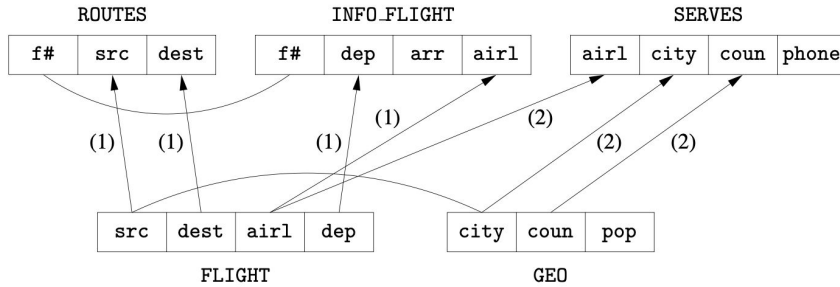 ROUTES INFO_FLIGHT SERVES
f# src dest f# dep arr airl airl city coun phone
(1) (1) (1) (1) (2) (2) (2)
src dest airl dep city coun pop
FLIGHT GEO